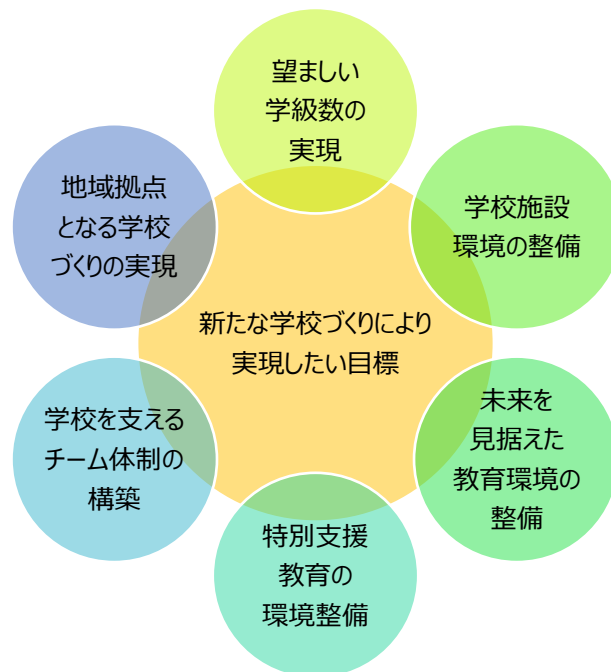 望ましい
学級数の
実現
学校施設
環境の整備
未来を
見据えた
教育環境の
整備
特別支援
教育の
環境整備
学校を支える
チーム体制の
構築
地域拠点
となる学校
づくりの実現
新たな学校づくりにより
実現したい目標